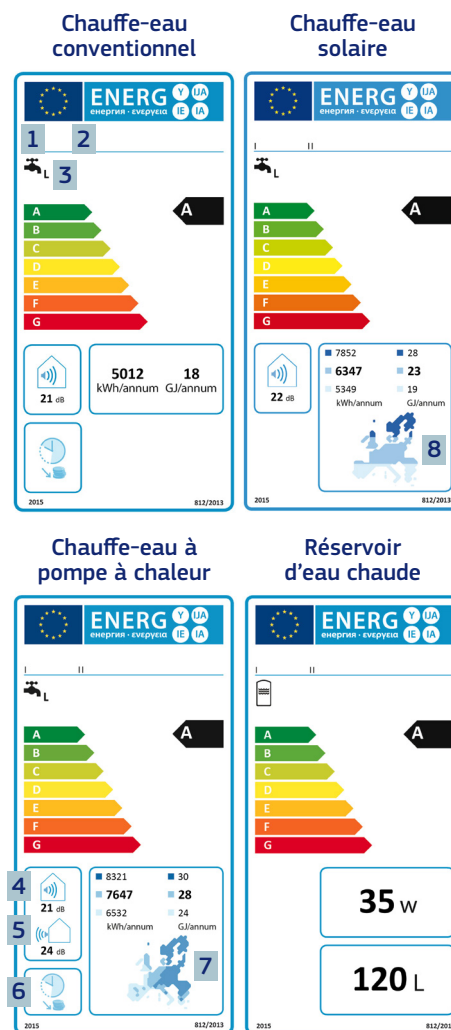 Chauffe-eau
conventionnel
ENERG Y IJA
енергия · ενεργεια IE IA
1 2
L 3
A A
B
C
D
E
F
G
21 dB
5012 18
kWh/annum GJ/annum
2015 812/2013
Chauffe-eau
solaire
ENERG Y IJA
енергия · ενεργεια IE IA
I II
L
A A
B
C
D
E
F
G
22 dB
7852 28
6347 23
5349 19
kWh/annum GJ/annum
8
2015 812/2013
Chauffe-eau à
pompe à chaleur
ENERG Y IJA
енергия · ενεργεια IE IA
I II
L
A A
B
C
D
E
F
G
4
21 dB
5
24 dB
6
8321 30
7647 28
6532 24
kWh/annum GJ/annum
7
2015 812/2013
Réservoir
d'eau chaude
ENERG Y IJA
енергия · ενεργεια IE IA
I II
A A
B
C
D
E
F
G
35 W
120 L
2015 812/201